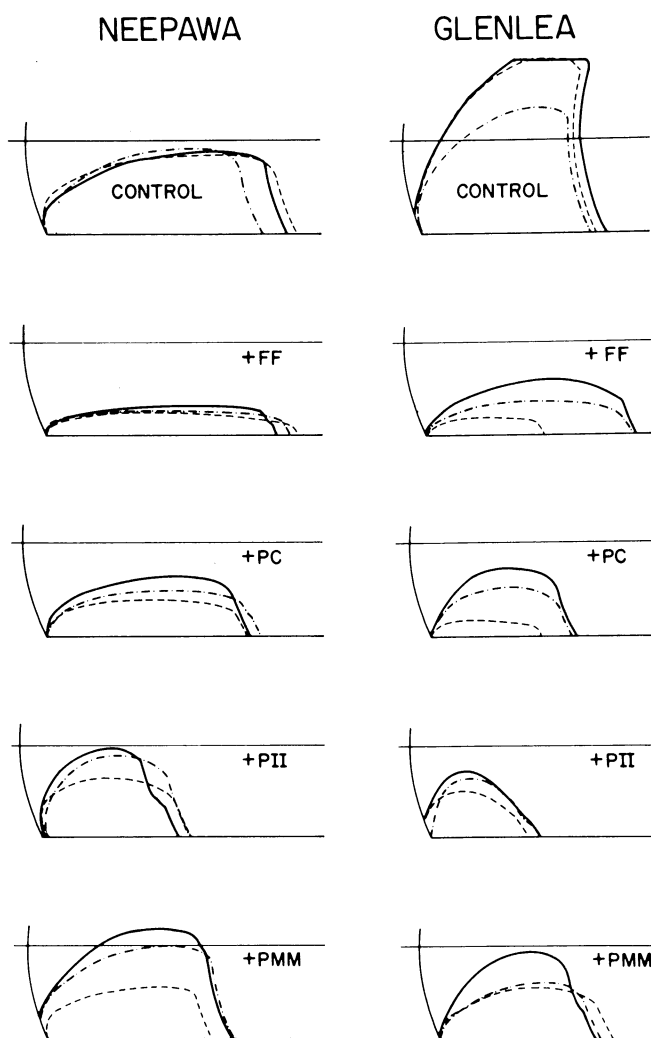 NEEPAWA GLENLEA
CONTROL CONTROL
+FF +FF
+PC +PC
+PII +PII
+PMM +PMM